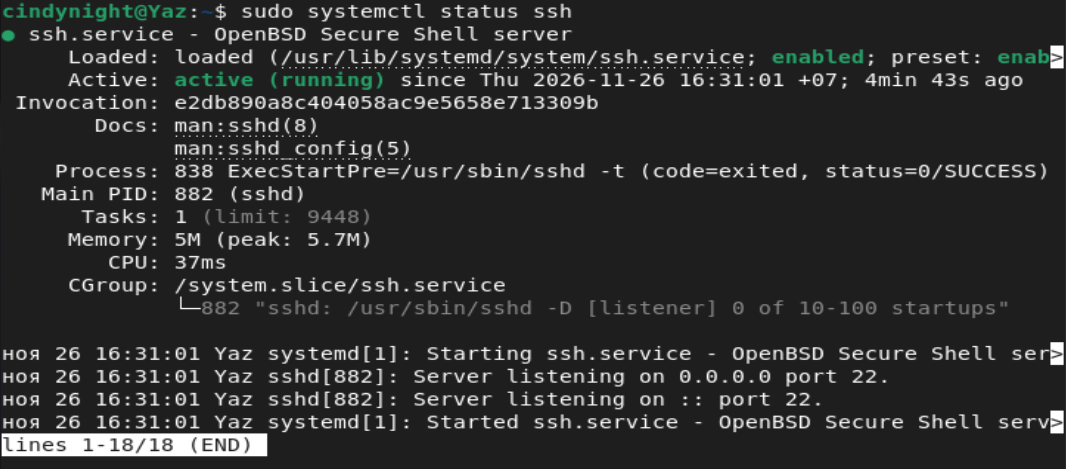 cindynight@Yaz:~$ sudo systemctl status ssh
● ssh.service - OpenBSD Secure Shell server
     Loaded: loaded (/usr/lib/systemd/system/ssh.service; enabled; preset: enab>
     Active: active (running) since Thu 2026-11-26 16:31:01 +07; 4min 43s ago
 Invocation: e2db890a8c404058ac9e5658e713309b
       Docs: man:sshd(8)
             man:sshd_config(5)
    Process: 838 ExecStartPre=/usr/sbin/sshd -t (code=exited, status=0/SUCCESS)
   Main PID: 882 (sshd)
      Tasks: 1 (limit: 9448)
     Memory: 5M (peak: 5.7M)
        CPU: 37ms
     CGroup: /system.slice/ssh.service
             └─882 "sshd: /usr/sbin/sshd -D [listener] 0 of 10-100 startups"

ноя 26 16:31:01 Yaz systemd[1]: Starting ssh.service - OpenBSD Secure Shell ser>
ноя 26 16:31:01 Yaz sshd[882]: Server listening on 0.0.0.0 port 22.
ноя 26 16:31:01 Yaz sshd[882]: Server listening on :: port 22.
ноя 26 16:31:01 Yaz systemd[1]: Started ssh.service - OpenBSD Secure Shell serv>
lines 1-18/18 (END)